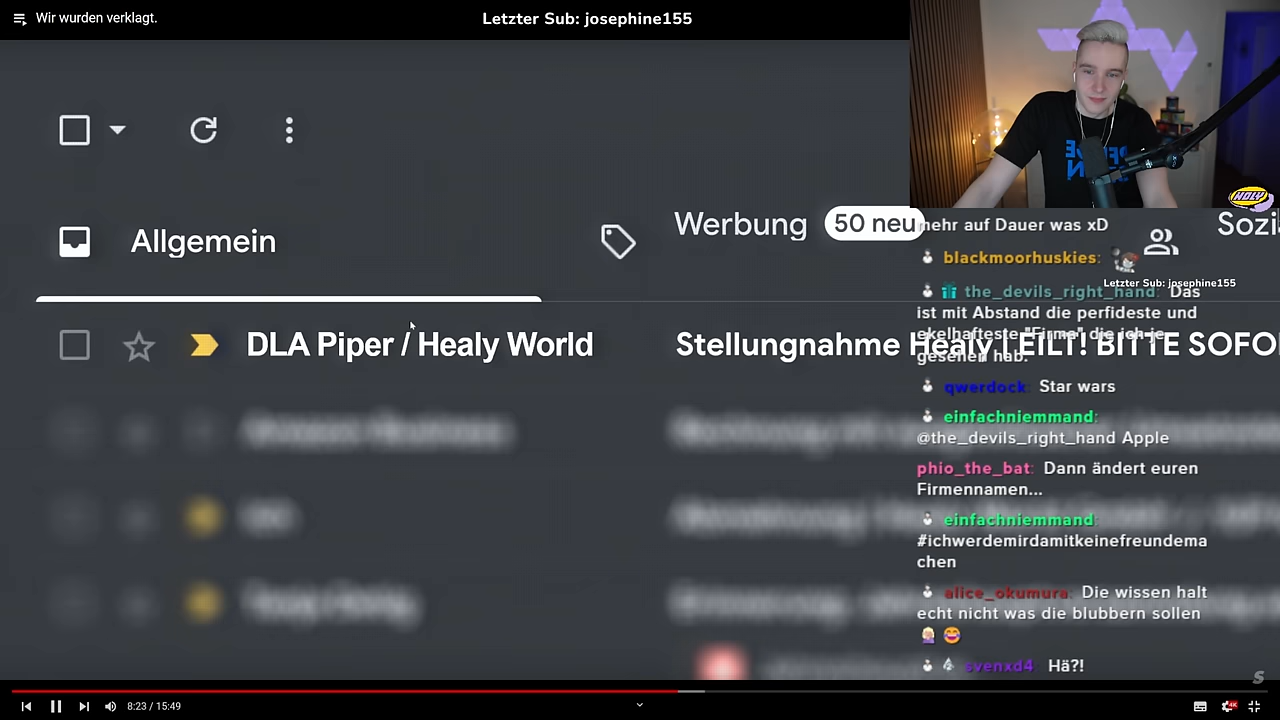 Wir wurden verklagt.
Letzter Sub: josephine155
Allgemein
Werbung 50 neu
Sozi
DLA Piper / Healy World
Stellungnahme Healy | EILT! BITTE SOFO
mehr auf Dauer was xD
blackmoorhuskies:
Letzter Sub: josephine155
the_devils_right_hand: Das
ist mit Abstand die perfideste und
ekelhafteste "Firma" die ich je
gesehen hab.
qwerdock: Star wars
einfachniemmand:
@the_devils_right_hand Apple
phio_the_bat: Dann ändert euren
Firmennamen...
einfachniemmand:
#ichwerdemirdamitkeinefreundema
chen
alice_okumura: Die wissen halt
echt nicht was die blubbern sollen
svenxd4: Hä?!
HOLY
8:23 / 15:49
4K